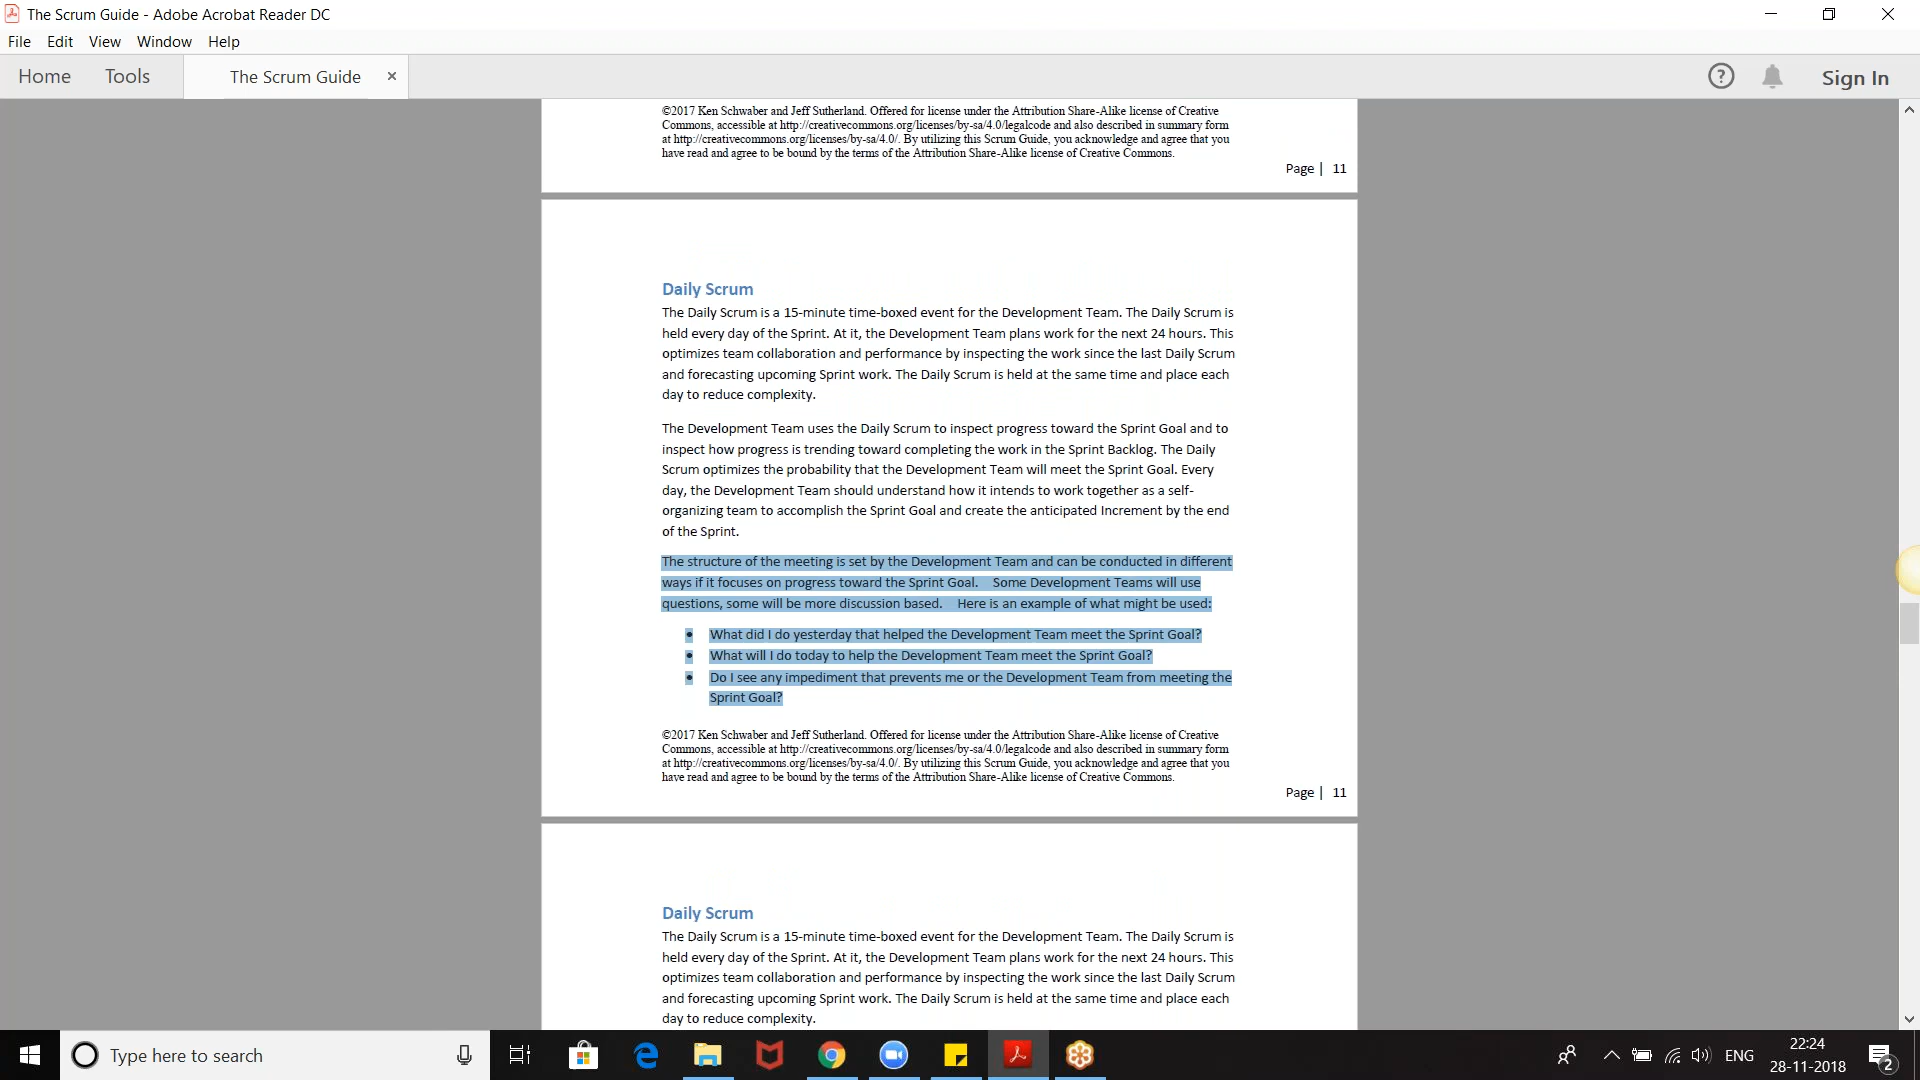 The Scrum Guide - Adobe Acrobat Reader DC
File Edit View Window Help
Home Tools The Scrum Guide × ? Sign In
©2017 Ken Schwaber and Jeff Sutherland. Offered for license under the Attribution Share-Alike license of Creative
Commons, accessible at http://creativecommons.org/licenses/by-sa/4.0/legalcode and also described in summary form
at http://creativecommons.org/licenses/by-sa/4.0/. By utilizing this Scrum Guide, you acknowledge and agree that you
have read and agree to be bound by the terms of the Attribution Share-Alike license of Creative Commons.
Page | 11
Daily Scrum
The Daily Scrum is a 15-minute time-boxed event for the Development Team. The Daily Scrum is
held every day of the Sprint. At it, the Development Team plans work for the next 24 hours. This
optimizes team collaboration and performance by inspecting the work since the last Daily Scrum
and forecasting upcoming Sprint work. The Daily Scrum is held at the same time and place each
day to reduce complexity.
The Development Team uses the Daily Scrum to inspect progress toward the Sprint Goal and to
inspect how progress is trending toward completing the work in the Sprint Backlog. The Daily
Scrum optimizes the probability that the Development Team will meet the Sprint Goal. Every
day, the Development Team should understand how it intends to work together as a self-
organizing team to accomplish the Sprint Goal and create the anticipated Increment by the end
of the Sprint.
The structure of the meeting is set by the Development Team and can be conducted in different
ways if it focuses on progress toward the Sprint Goal. Some Development Teams will use
questions, some will be more discussion based. Here is an example of what might be used:
• What did I do yesterday that helped the Development Team meet the Sprint Goal?
• What will I do today to help the Development Team meet the Sprint Goal?
• Do I see any impediment that prevents me or the Development Team from meeting the
Sprint Goal?
©2017 Ken Schwaber and Jeff Sutherland. Offered for license under the Attribution Share-Alike license of Creative
Commons, accessible at http://creativecommons.org/licenses/by-sa/4.0/legalcode and also described in summary form
at http://creativecommons.org/licenses/by-sa/4.0/. By utilizing this Scrum Guide, you acknowledge and agree that you
have read and agree to be bound by the terms of the Attribution Share-Alike license of Creative Commons.
Page | 11
Daily Scrum
The Daily Scrum is a 15-minute time-boxed event for the Development Team. The Daily Scrum is
held every day of the Sprint. At it, the Development Team plans work for the next 24 hours. This
optimizes team collaboration and performance by inspecting the work since the last Daily Scrum
and forecasting upcoming Sprint work. The Daily Scrum is held at the same time and place each
day to reduce complexity.
Type here to search
ENG
22:24
28-11-2018
2